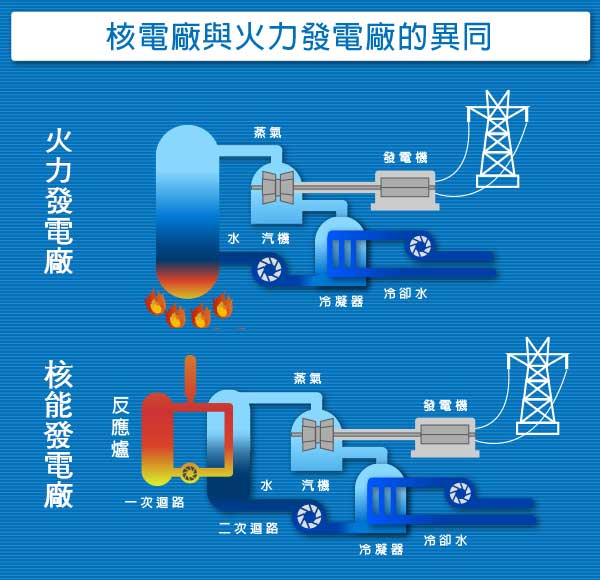 核電廠與火力發電廠的異同
火力發電廠
蒸氣
發電機
水
汽機
冷凝器
冷卻水
核能發電廠
反應爐
蒸氣
發電機
一次迴路
水
汽機
二次迴路
冷凝器
冷卻水